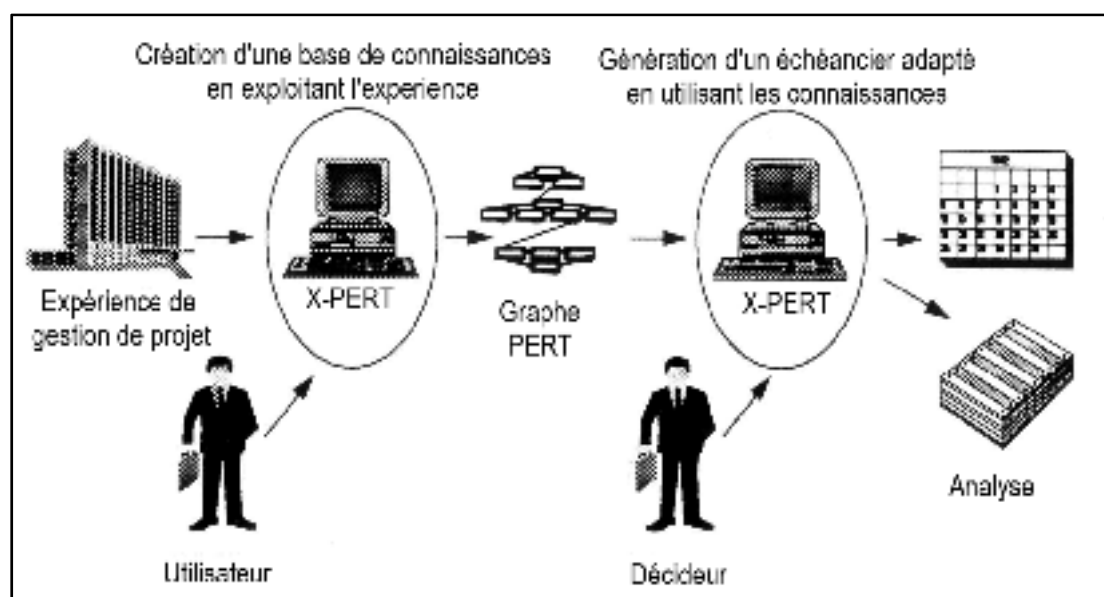 Création d'une base de connaissances
en exploitant l'experience
Génération d'un échéancier adapté
en utilisant les connaissances
X-PERT
Expérience de
gestion de projet
Graphe
PERT
X-PERT
Analyse
Utilisateur
Décideur